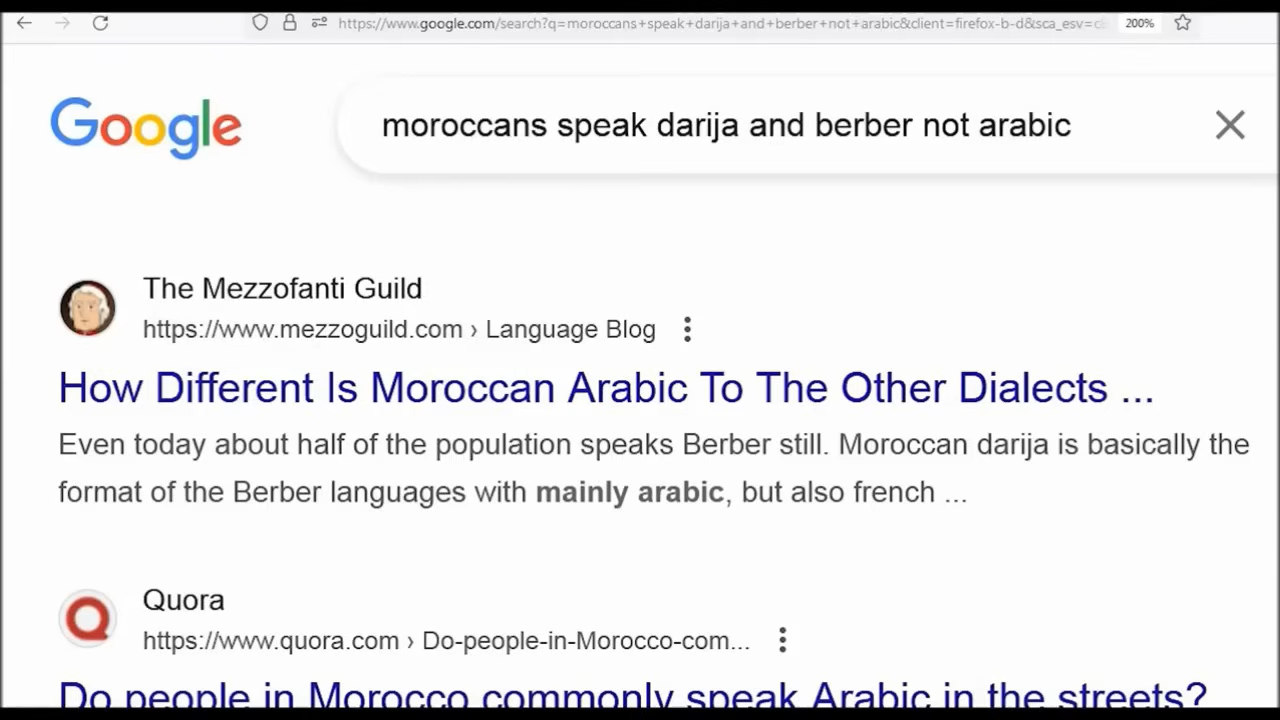 https://www.google.com/search?q=moroccans+speak+darija+and+berber+not+arabic&client=firefox-b-d&sca_esv=c
200%
Google
moroccans speak darija and berber not arabic
The Mezzofanti Guild
https://www.mezzoguild.com › Language Blog
How Different Is Moroccan Arabic To The Other Dialects ...
Even today about half of the population speaks Berber still. Moroccan darija is basically the
format of the Berber languages with mainly arabic, but also french ...
Quora
https://www.quora.com › Do-people-in-Morocco-com...
Do people in Morocco commonly speak Arabic in the streets?